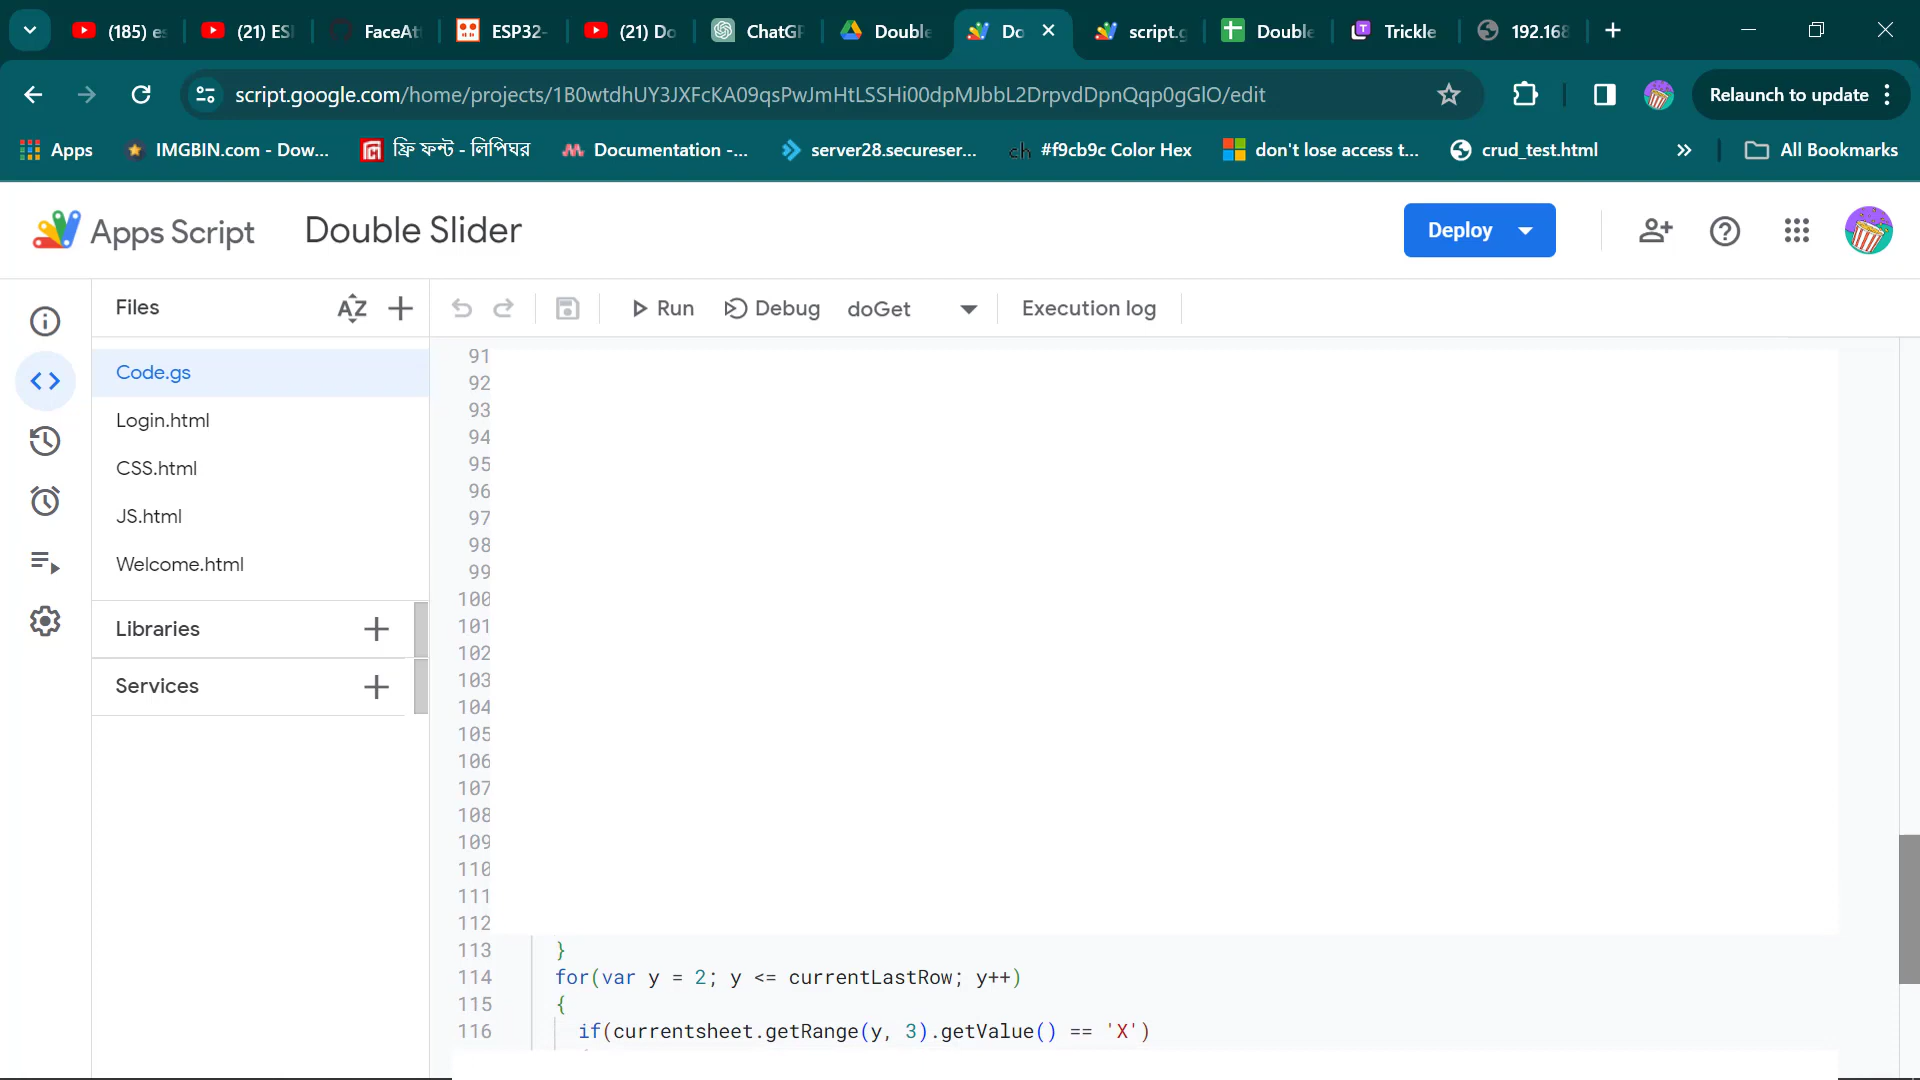 (185) es
(21) ESI
FaceAt
ESP32-
(21) Do
ChatGP
Double
Do
script.g
Double
Trickle
192.168
script.google.com/home/projects/1B0wtdhUY3JXFcKA09qsPwJmHtLSSHi00dpMJbbL2DrpvdDpnQqp0gGlO/edit
Relaunch to update
Apps
IMGBIN.com - Dow...
ফ্রি ফন্ট - লিপিঘর
Documentation -...
server28.secureser...
ch #f9cb9c Color Hex
don't lose access t...
crud_test.html
All Bookmarks
Apps Script
Double Slider
Deploy
Files
AZ
Run
Debug
doGet
Execution log
Code.gs
Login.html
CSS.html
JS.html
Welcome.html
Libraries
Services
91
92
93
94
95
96
97
98
99
100
101
102
103
104
105
106
107
108
109
110
111
112
113 }
114 for(var y = 2; y <= currentLastRow; y++)
115 {
116 if(currentsheet.getRange(y, 3).getValue() == 'X')